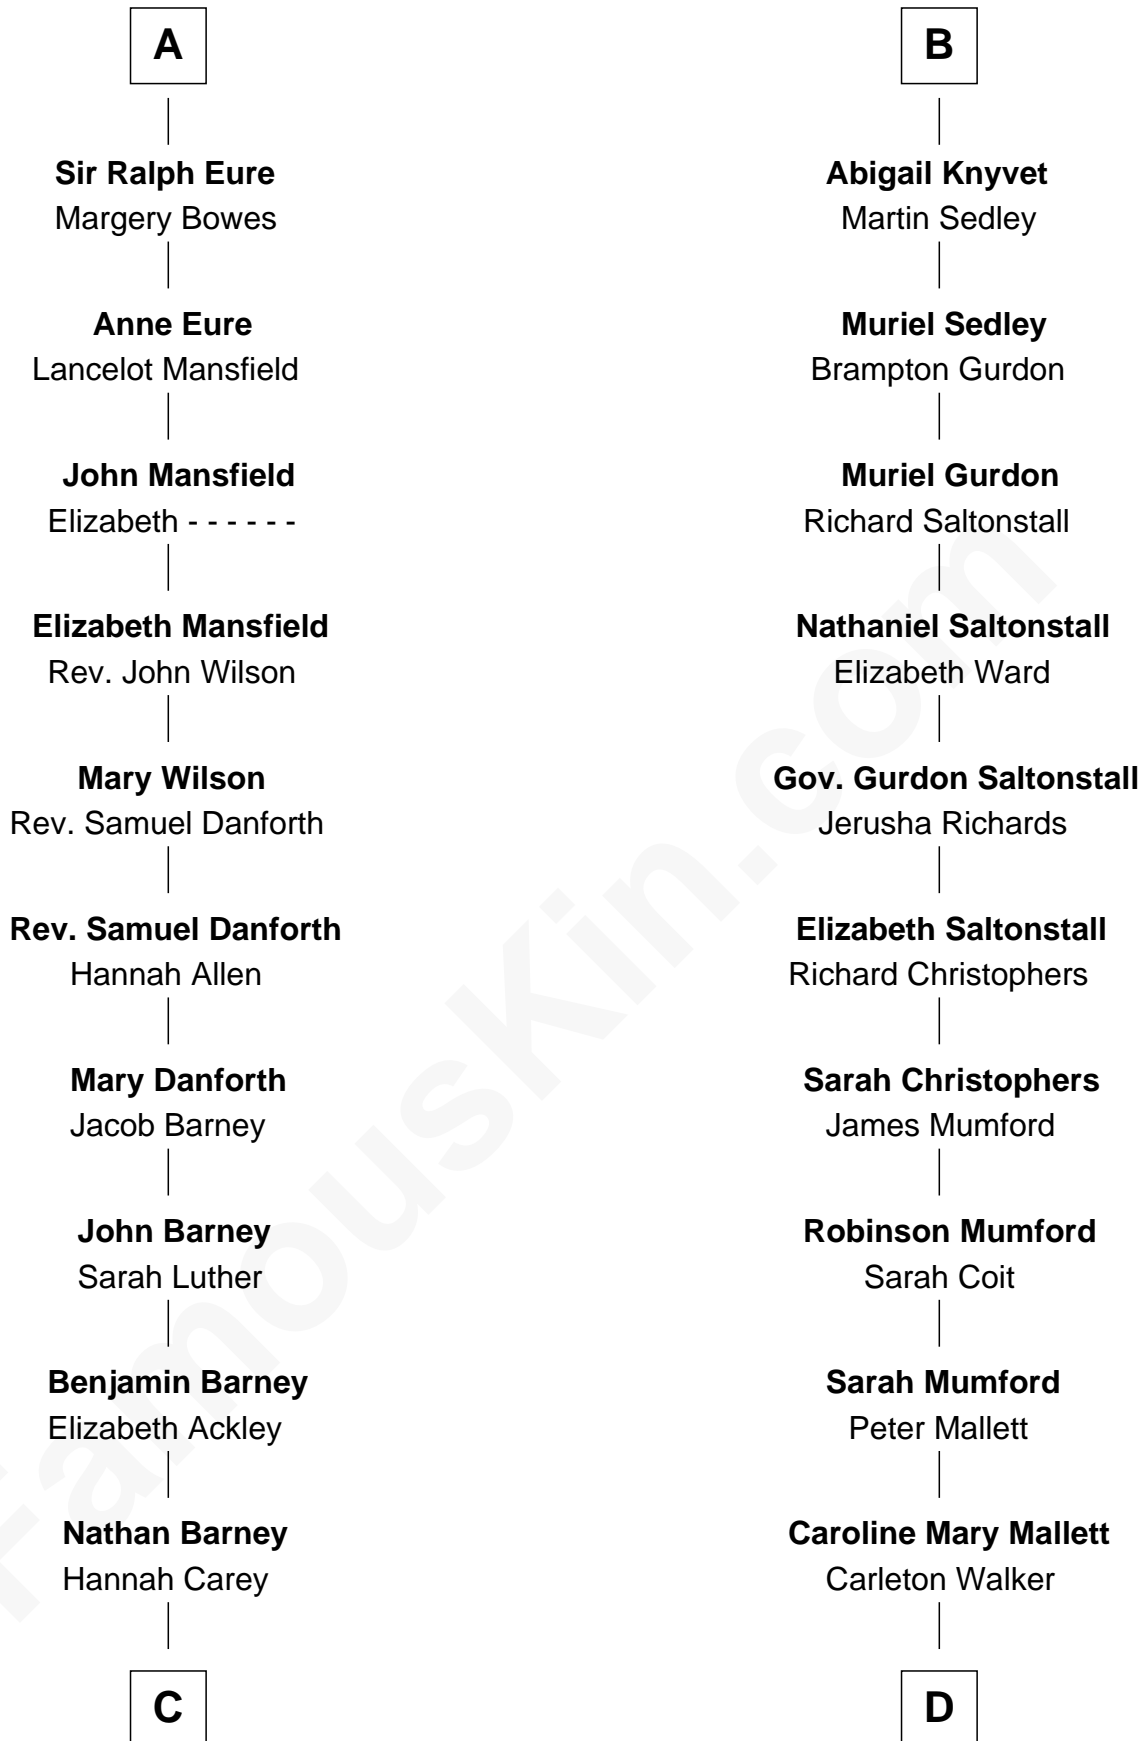 A
Sir Ralph Eure
Margery Bowes
Anne Eure
Lancelot Mansfield
John Mansfield
Elizabeth - - - - - -
Elizabeth Mansfield
Rev. John Wilson
Mary Wilson
Rev. Samuel Danforth
Rev. Samuel Danforth
Hannah Allen
Mary Danforth
Jacob Barney
John Barney
Sarah Luther
Benjamin Barney
Elizabeth Ackley
Nathan Barney
Hannah Carey
C
B
Abigail Knyvet
Martin Sedley
Muriel Sedley
Brampton Gurdon
Muriel Gurdon
Richard Saltonstall
Nathaniel Saltonstall
Elizabeth Ward
Gov. Gurdon Saltonstall
Jerusha Richards
Elizabeth Saltonstall
Richard Christophers
Sarah Christophers
James Mumford
Robinson Mumford
Sarah Coit
Sarah Mumford
Peter Mallett
Caroline Mary Mallett
Carleton Walker
D
FamousKin.com